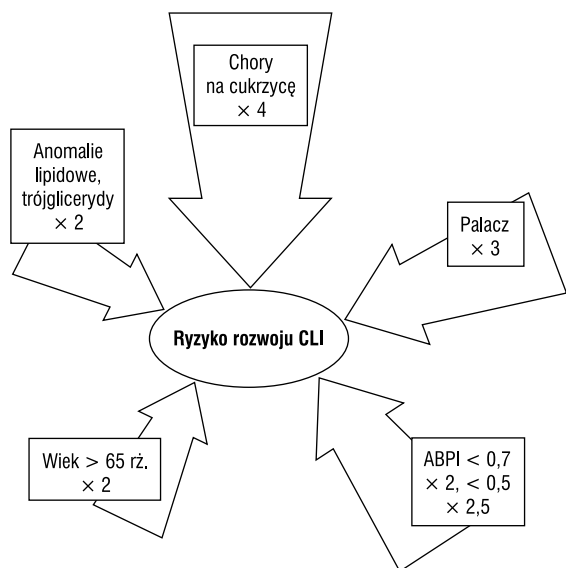 Chory
na cukrzycę
× 4
Anomalie
lipidowe,
trójglicerydy
× 2
Palacz
× 3
Ryzyko rozwoju CLI
Wiek > 65 rż.
× 2
ABPI < 0,7
× 2, < 0,5
× 2,5